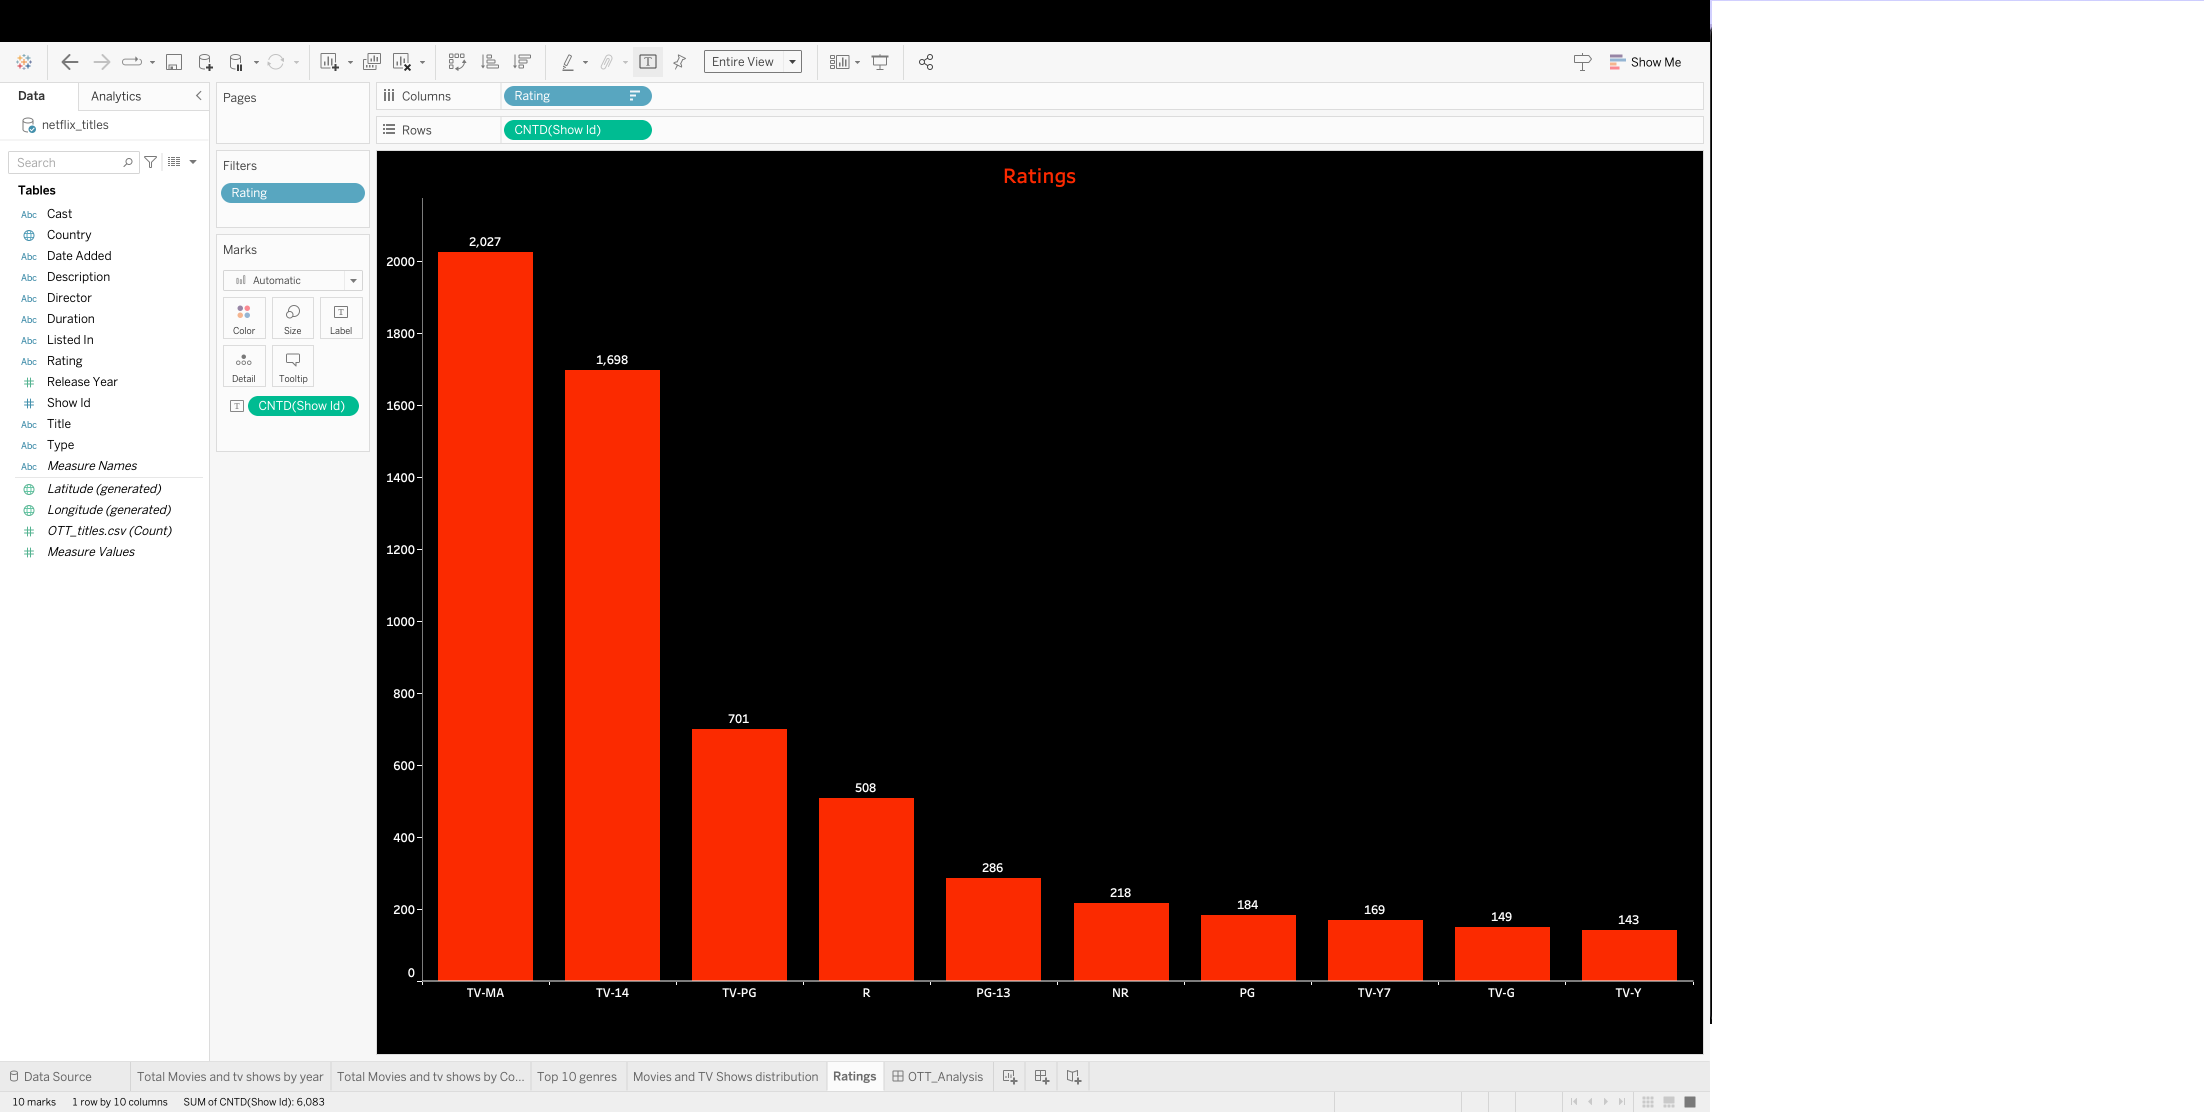 Entire View
Show Me
Data
Analytics
netflix_titles
Search
Tables
Abc Cast
Country
Abc Date Added
Abc Description
Abc Director
Abc Duration
Abc Listed In
Abc Rating
# Release Year
# Show Id
Abc Title
Abc Type
Abc Measure Names
Latitude (generated)
Longitude (generated)
# OTT_titles.csv (Count)
# Measure Values
Pages
Filters
Rating
Marks
Automatic
Color Size Label
Detail Tooltip
CNTD(Show Id)
Columns Rating
Rows CNTD(Show Id)
Ratings
2000
1800
1600
1400
1200
1000
800
600
400
200
0
2,027
1,698
701
508
286
218
184
169
149
143
TV-MA TV-14 TV-PG R PG-13 NR PG TV-Y7 TV-G TV-Y
Data Source
Total Movies and tv shows by year
Total Movies and tv shows by Co...
Top 10 genres
Movies and TV Shows distribution
Ratings
OTT_Analysis
10 marks 1 row by 10 columns SUM of CNTD(Show Id): 6,083